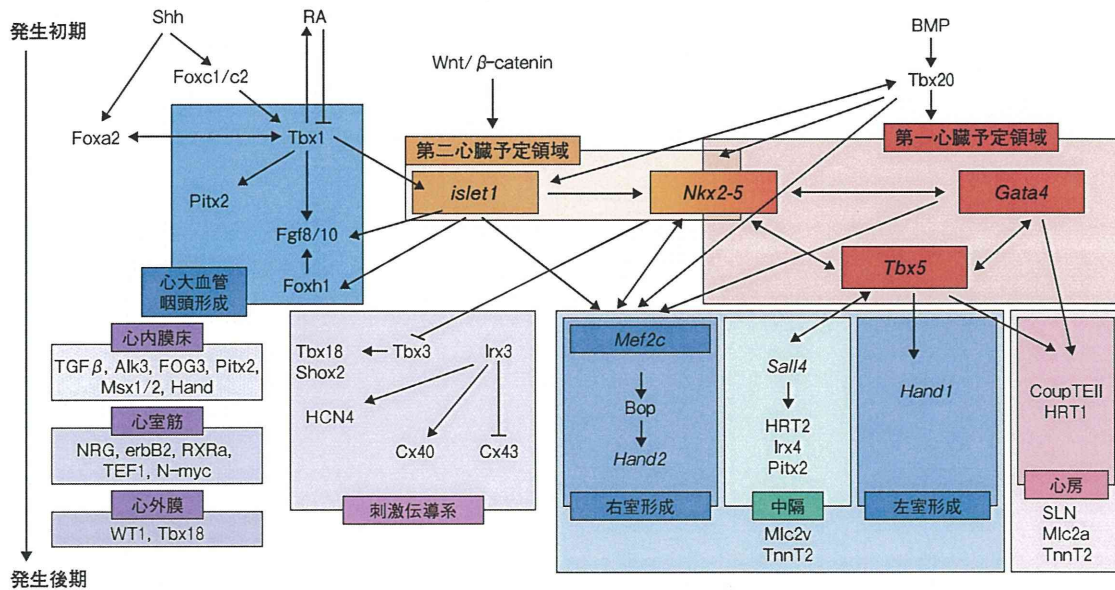 発生初期
Shh
RA
BMP
Foxc1/c2
Wnt/β-catenin
Tbx20
Foxa2
Tbx1
第二心臓予定領域
第一心臓予定領域
Pitx2
islet1
Nkx2-5
Gata4
Fgf8/10
Foxh1
Tbx5
心大血管
咽頭形成
心内膜床
TGFβ, Alk3, FOG3, Pitx2,
Msx1/2, Hand
心室筋
NRG, erbB2, RXRa,
TEF1, N-myc
心外膜
WT1, Tbx18
Tbx18
Shox2
Tbx3
Irx3
HCN4
Cx40
Cx43
刺激伝導系
Mef2c
Bop
Hand2
右室形成
Sall4
HRT2
Irx4
Pitx2
中隔
Mlc2v
TnnT2
Hand1
左室形成
CoupTEII
HRT1
心房
SLN
Mlc2a
TnnT2
発生後期